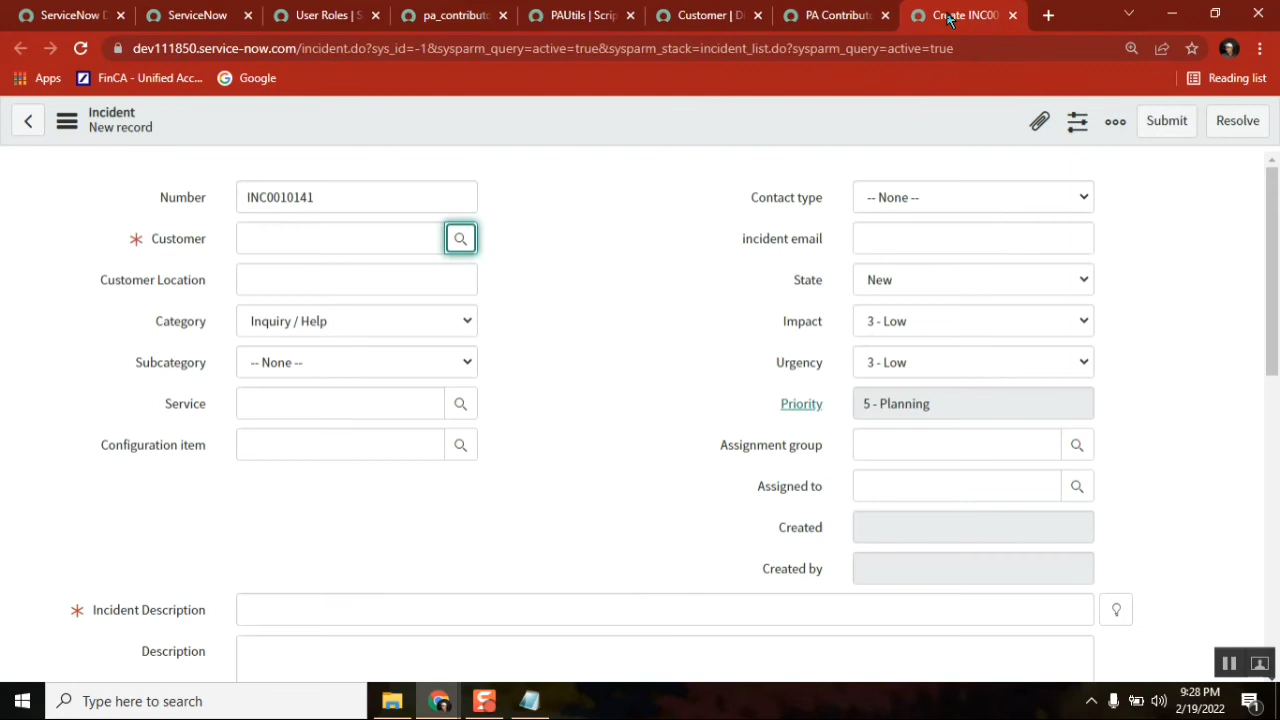 ServiceNow D
ServiceNow
User Roles | S
pa_contributo
PAUtils | Scrip
Customer | Di
PA Contributo
Create INC00
dev111850.service-now.com/incident.do?sys_id=-1&sysparm_query=active=true&sysparm_stack=incident_list.do?sysparm_query=active=true
Apps
FinCA - Unified Acc...
Google
Reading list
Incident
New record
Submit
Resolve
Number
INC0010141
Contact type
-- None --
Customer
incident email
Customer Location
State
New
Category
Inquiry / Help
Impact
3 - Low
Subcategory
-- None --
Urgency
3 - Low
Service
Priority
5 - Planning
Configuration item
Assignment group
Assigned to
Created
Created by
Incident Description
Description
Type here to search
9:28 PM
2/19/2022
1